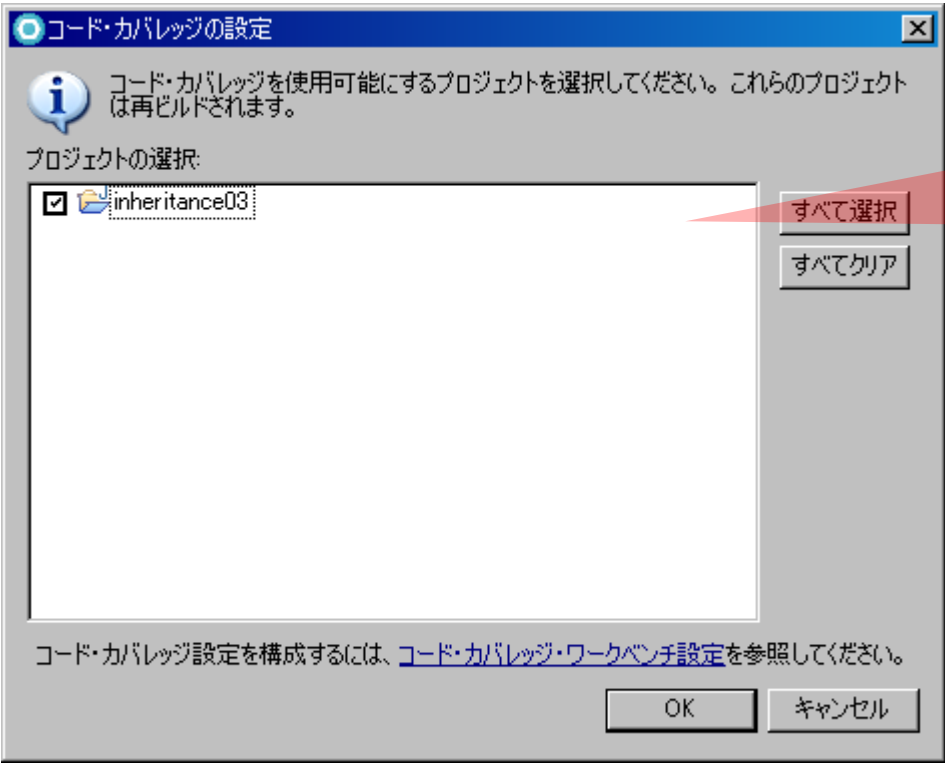 コード・カバレッジの設定
コード・カバレッジを使用可能にするプロジェクトを選択してください。これらのプロジェクト
は再ビルドされます。
プロジェクトの選択:
inheritance03
すべて選択
すべてクリア
コード・カバレッジ設定を構成するには、コード・カバレッジ・ワークベンチ設定を参照してください。
OK
キャンセル